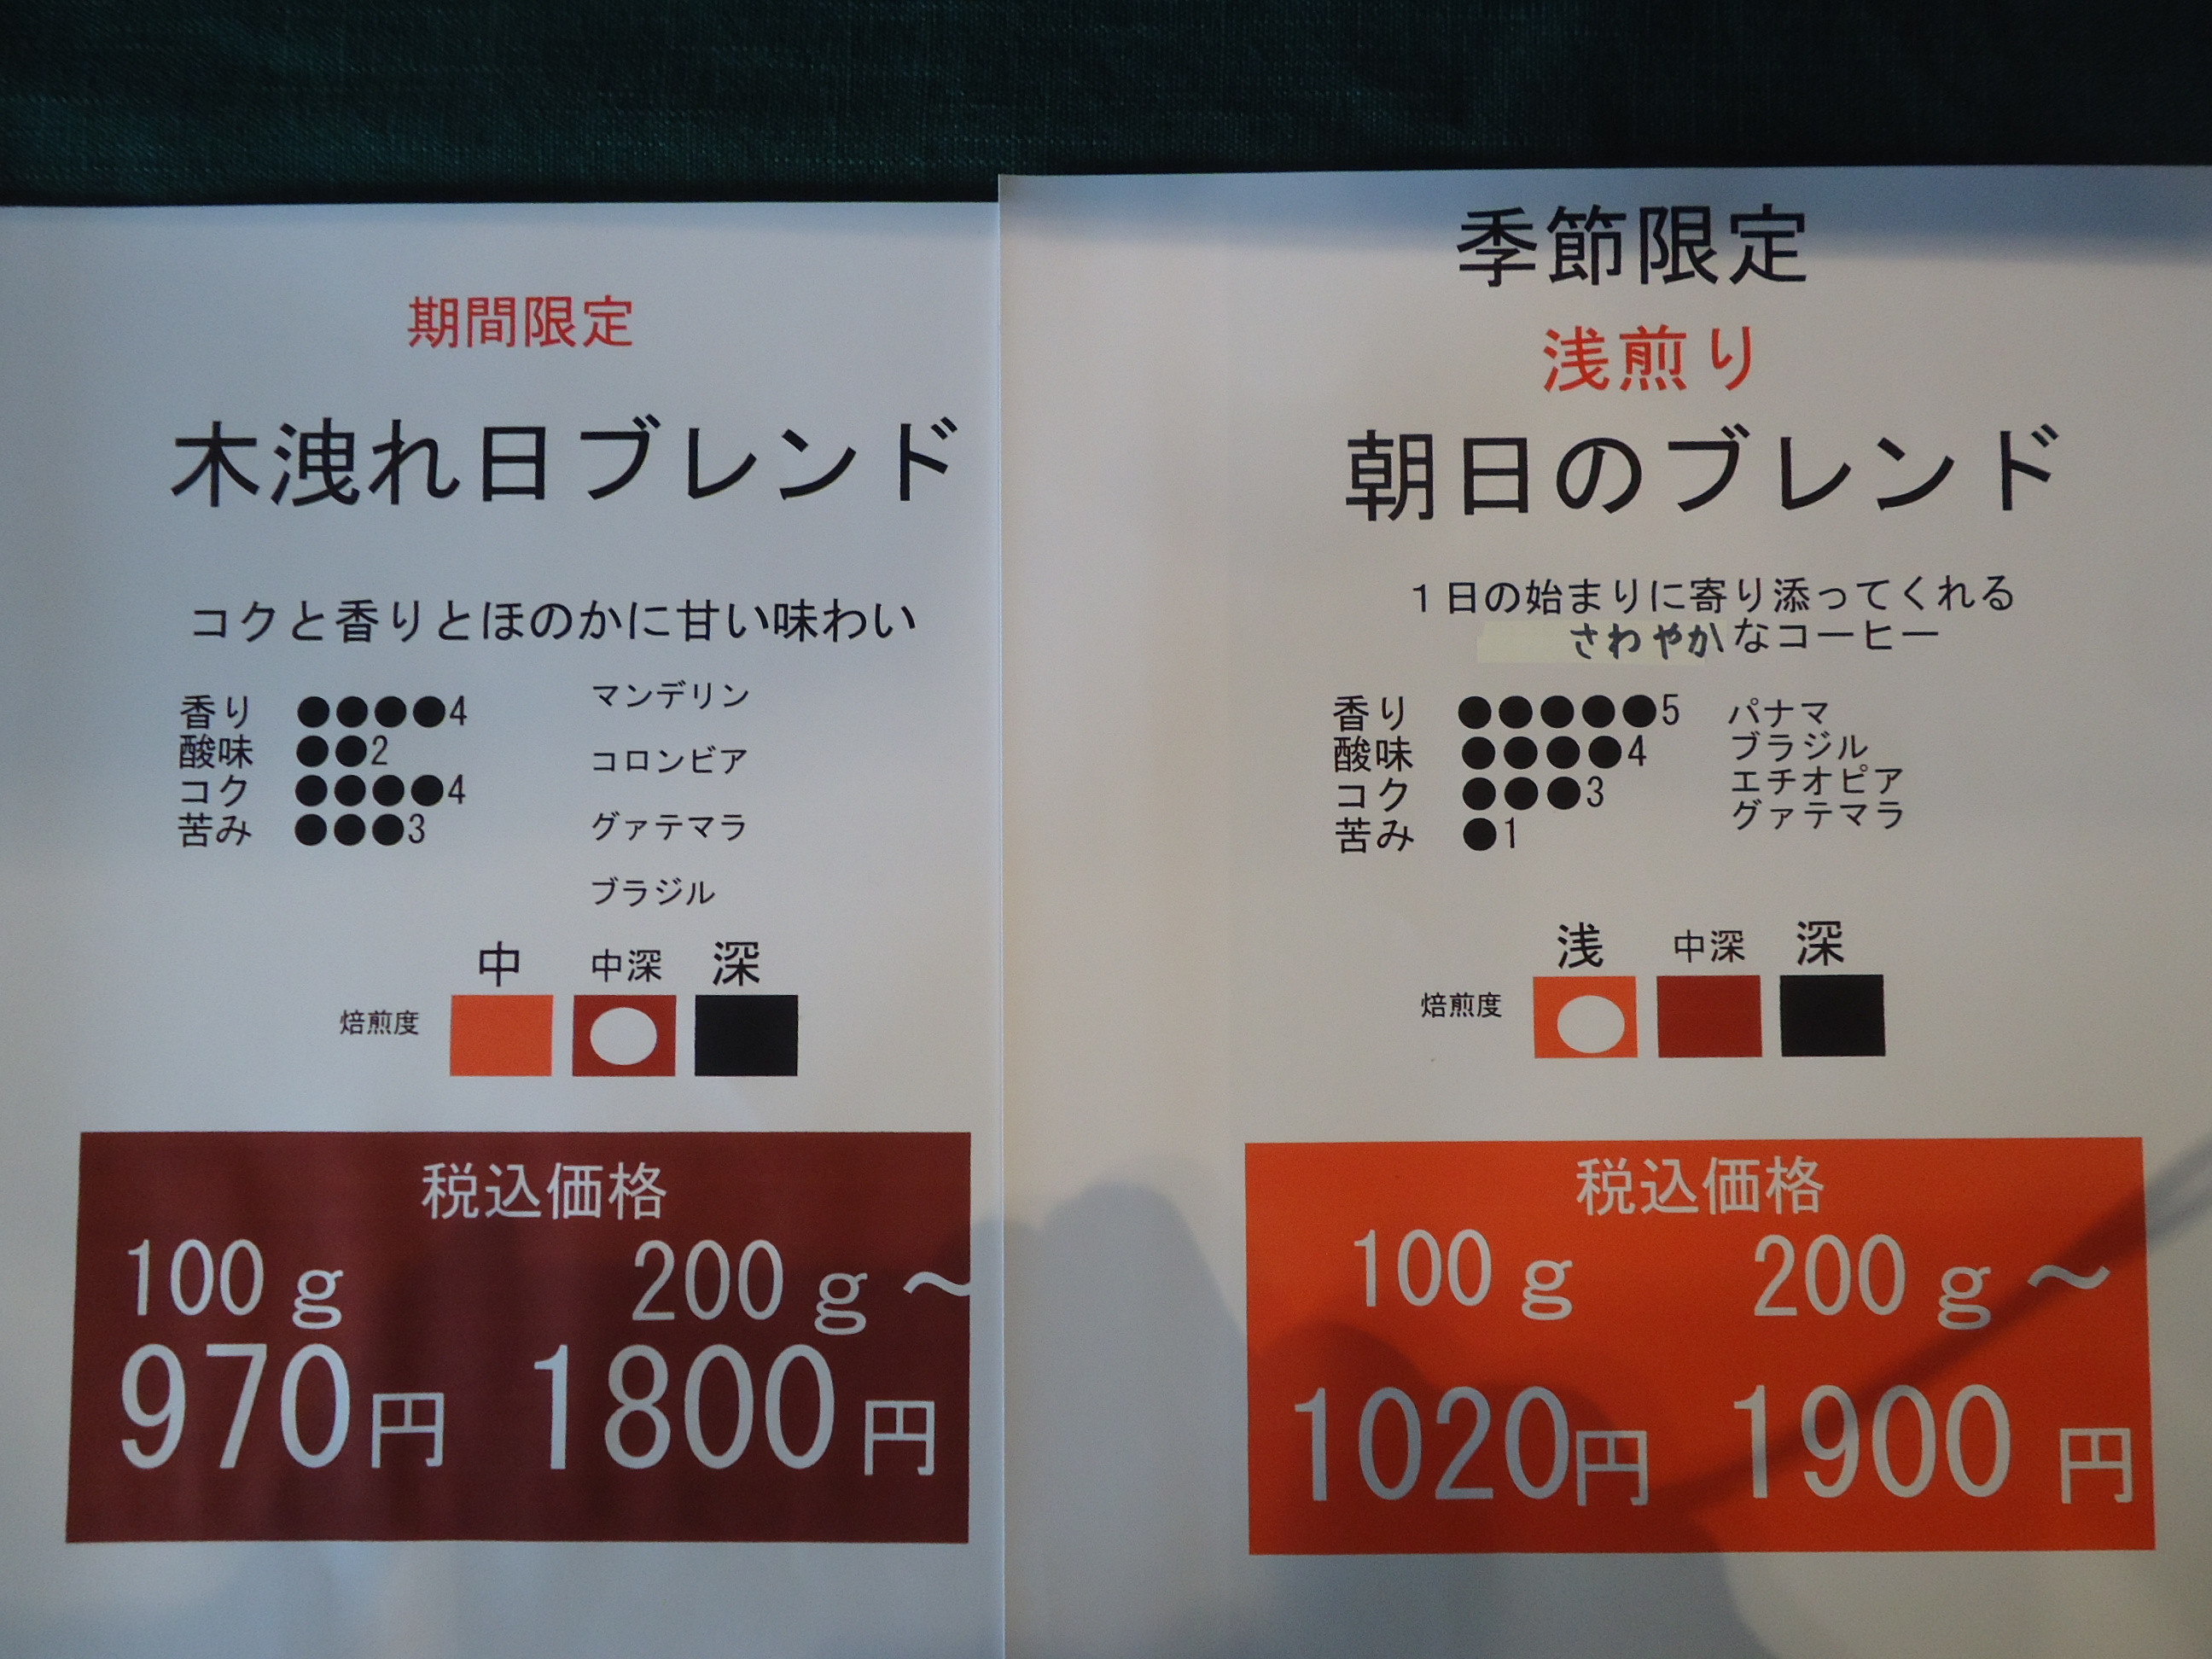 期間限定
木洩れ日ブレンド
コクと香りとほのかに甘い味わい
香り ●●●●4
酸味 ●●2
コク ●●●●4
苦み ●●●3
マンデリン
コロンビア
グァテマラ
ブラジル
中 中深 深
焙煎度
税込価格
100g 200g～
970円 1800円
季節限定
浅煎り
朝日のブレンド
１日の始まりに寄り添ってくれる
さわやかなコーヒー
香り ●●●●●5
酸味 ●●●●4
コク ●●●3
苦み ●1
パナマ
ブラジル
エチオピア
グァテマラ
浅 中深 深
焙煎度
税込価格
100g 200g～
1020円 1900円